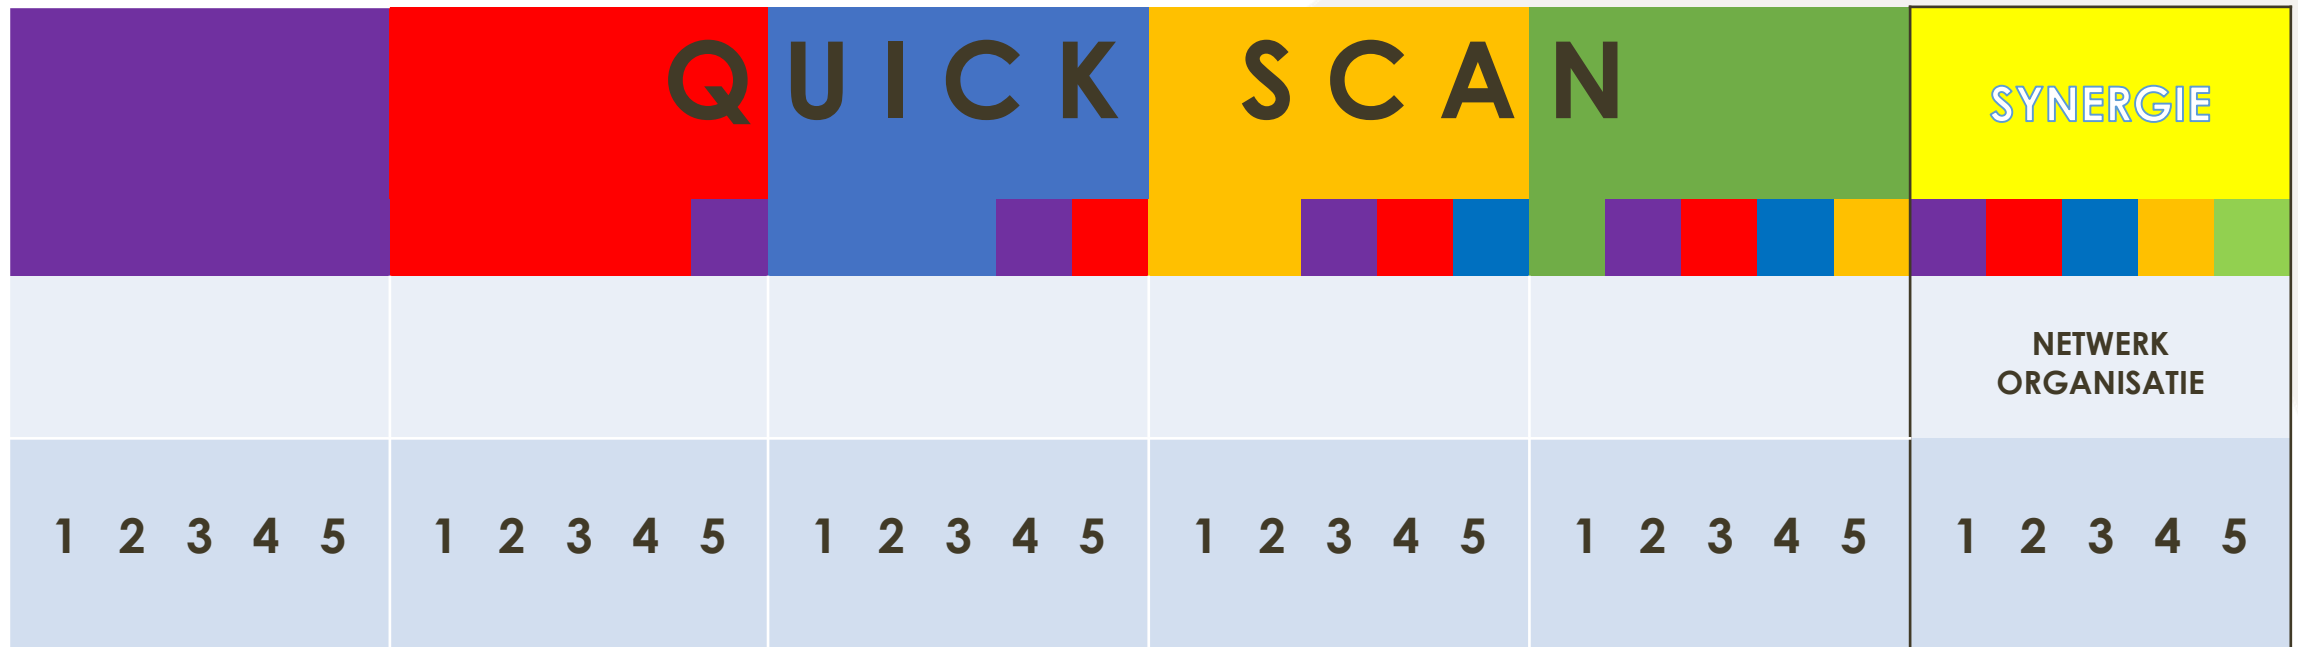 QUICK SCAN
SYNERGIE
NETWERK
ORGANISATIE
1 2 3 4 5 1 2 3 4 5 1 2 3 4 5 1 2 3 4 5 1 2 3 4 5 1 2 3 4 5